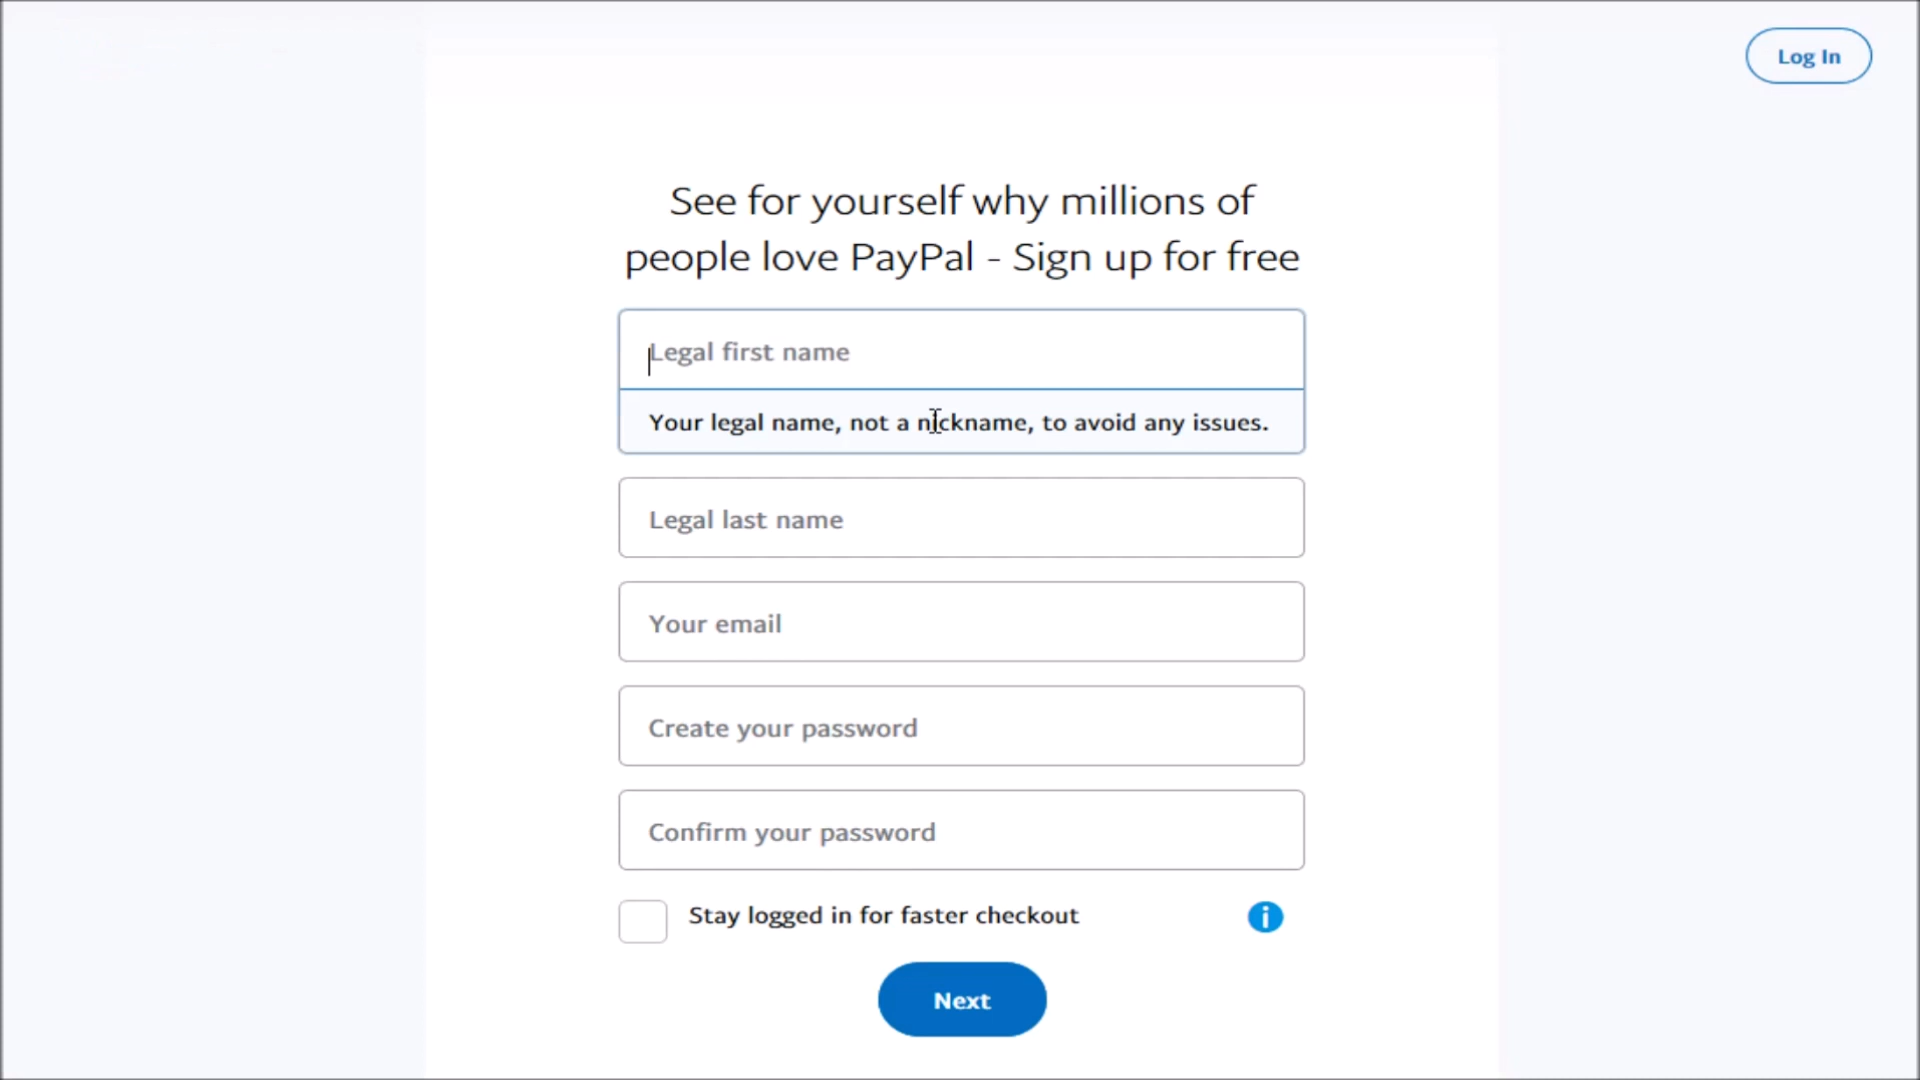 Log In
See for yourself why millions of
people love PayPal - Sign up for free
Legal first name
Your legal name, not a nickname, to avoid any issues.
Legal last name
Your email
Create your password
Confirm your password
Stay logged in for faster checkout
i
Next